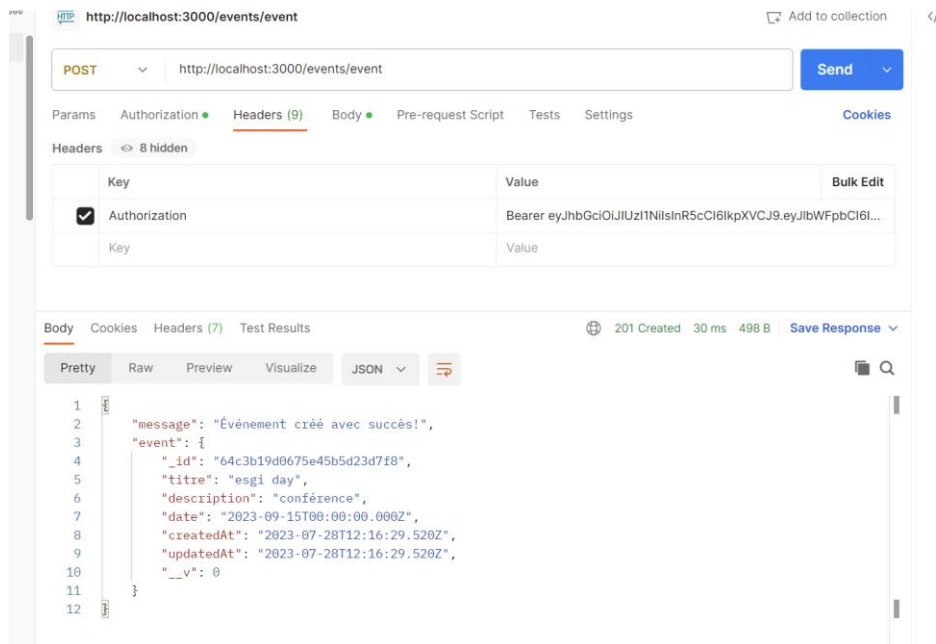 HTTP http://localhost:3000/events/event Add to collection
POST http://localhost:3000/events/event Send
Params Authorization Headers (9) Body Pre-request Script Tests Settings Cookies
Headers 8 hidden
Key Value Bulk Edit
Authorization Bearer eyJhbGciOiJIUzI1NiIsInR5cCI6IkpXVCJ9.eyJlbWFpbCI6I...
Key Value
Body Cookies Headers (7) Test Results 201 Created 30 ms 498 B Save Response
Pretty Raw Preview Visualize JSON
1 {
2 "message": "Événement créé avec succès!",
3 "event": {
4 "_id": "64c3b19d0675e45b5d23d7f8",
5 "titre": "esgi day",
6 "description": "conférence",
7 "date": "2023-09-15T00:00:00.000Z",
8 "createdAt": "2023-07-28T12:16:29.520Z",
9 "updatedAt": "2023-07-28T12:16:29.520Z",
10 "__v": 0
11 }
12 }